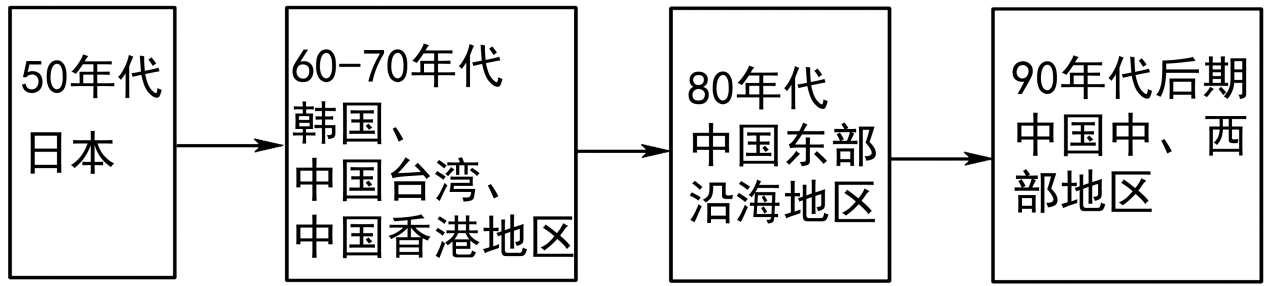 50年代
日本
60-70年代
韩国、
中国台湾、
中国香港地区
80年代
中国东部
沿海地区
90年代后期
中国中、西
部地区